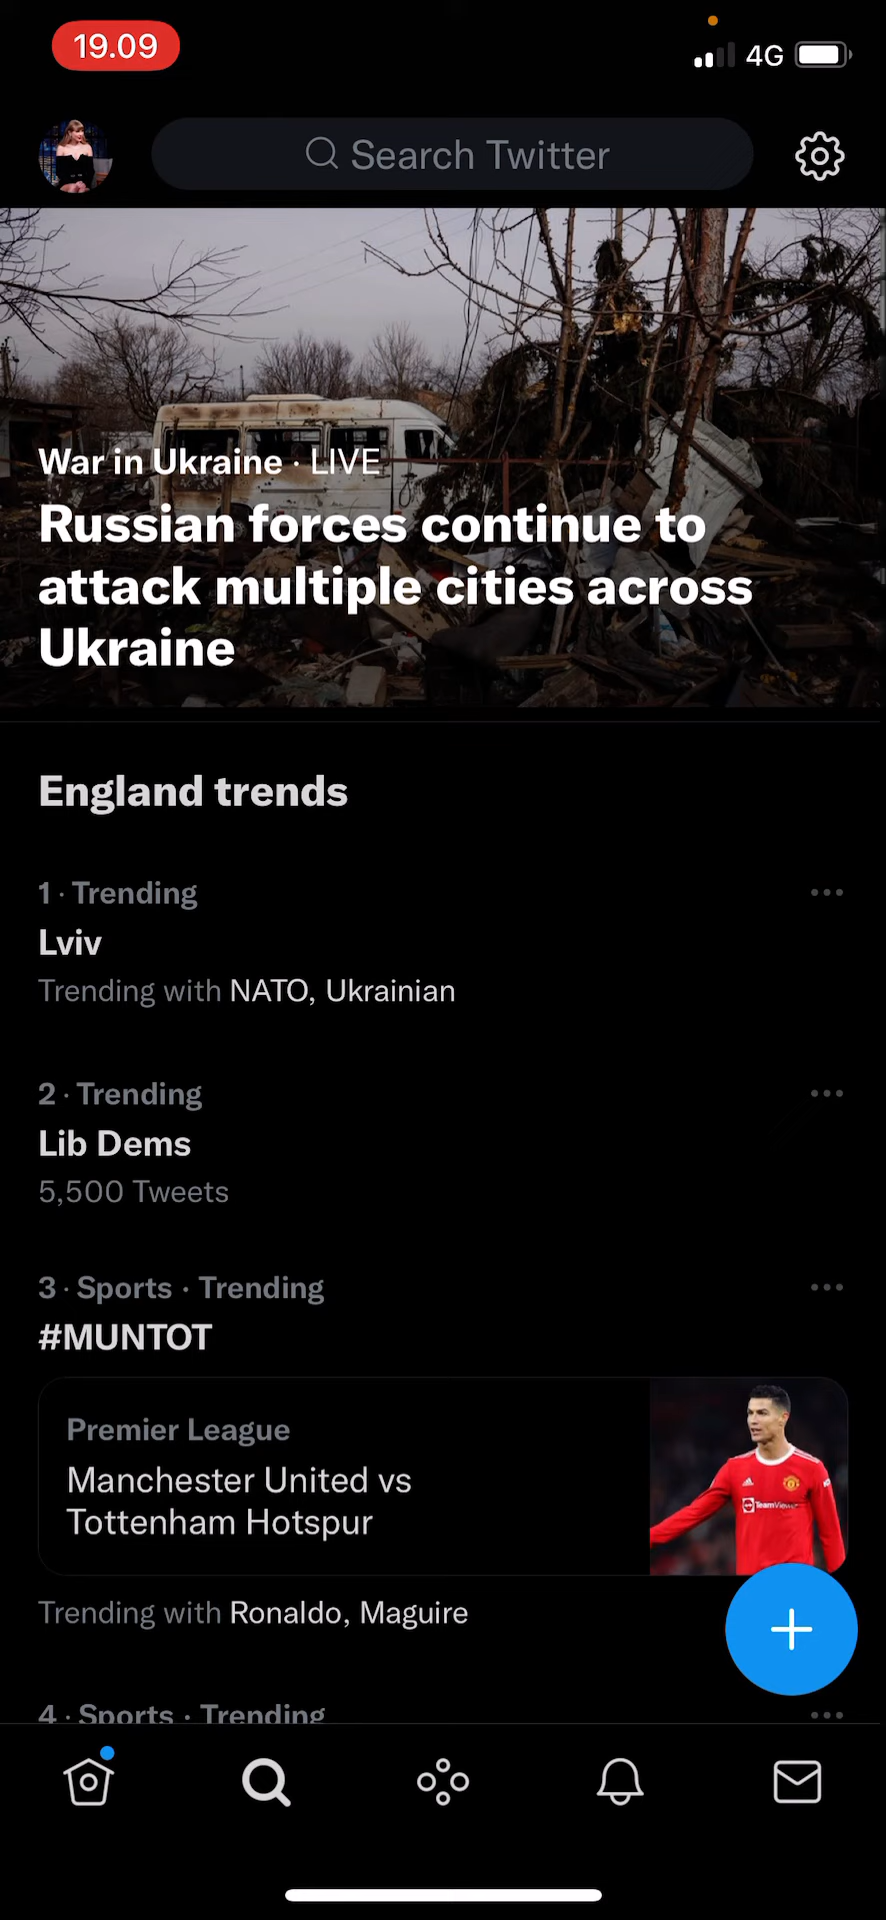 19.09
4G
Search Twitter
War in Ukraine · LIVE
Russian forces continue to
attack multiple cities across
Ukraine
England trends
1 · Trending
Lviv
Trending with NATO, Ukrainian
2 · Trending
Lib Dems
5,500 Tweets
3 · Sports · Trending
#MUNTOT
Premier League
Manchester United vs
Tottenham Hotspur
TeamViewer
Trending with Ronaldo, Maguire
4 · Sports · Trending